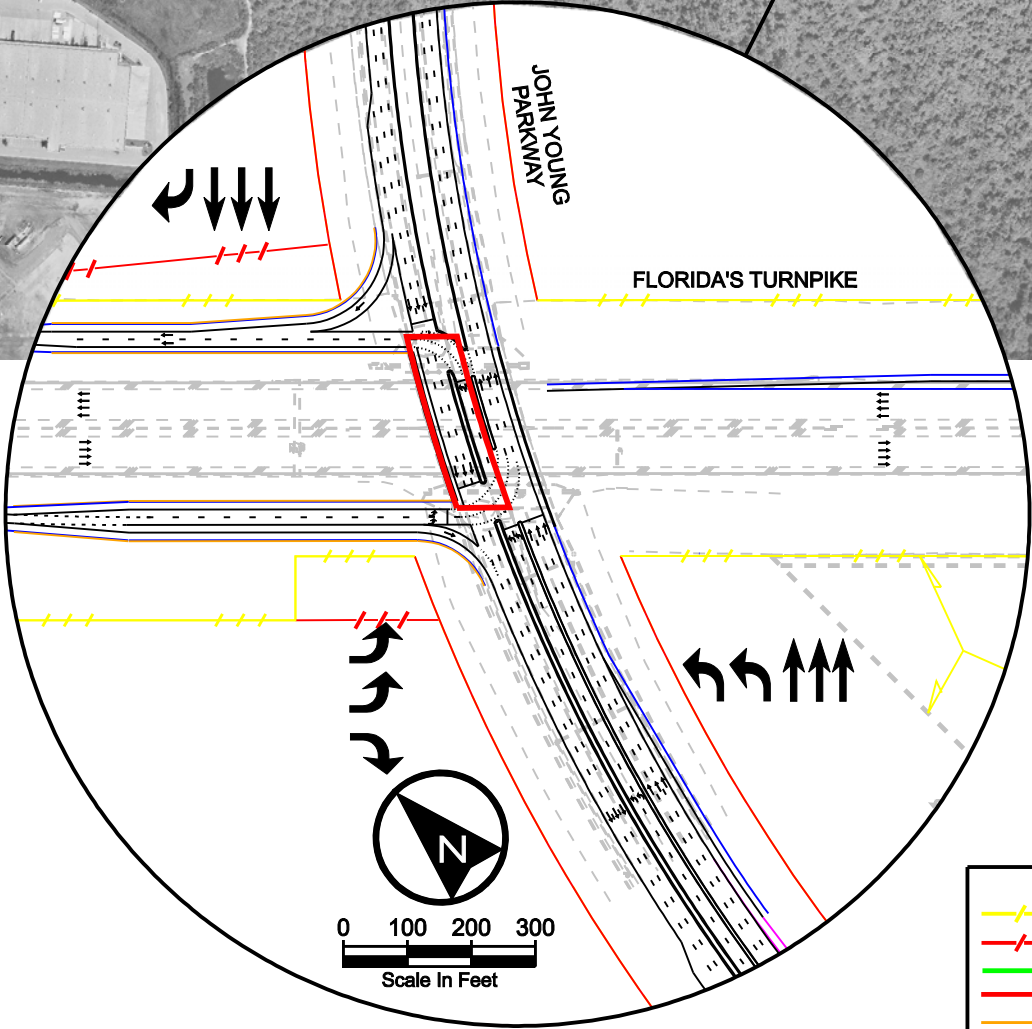 JOHN YOUNG
PARKWAY
FLORIDA'S TURNPIKE
N
0 100 200 300
Scale In Feet